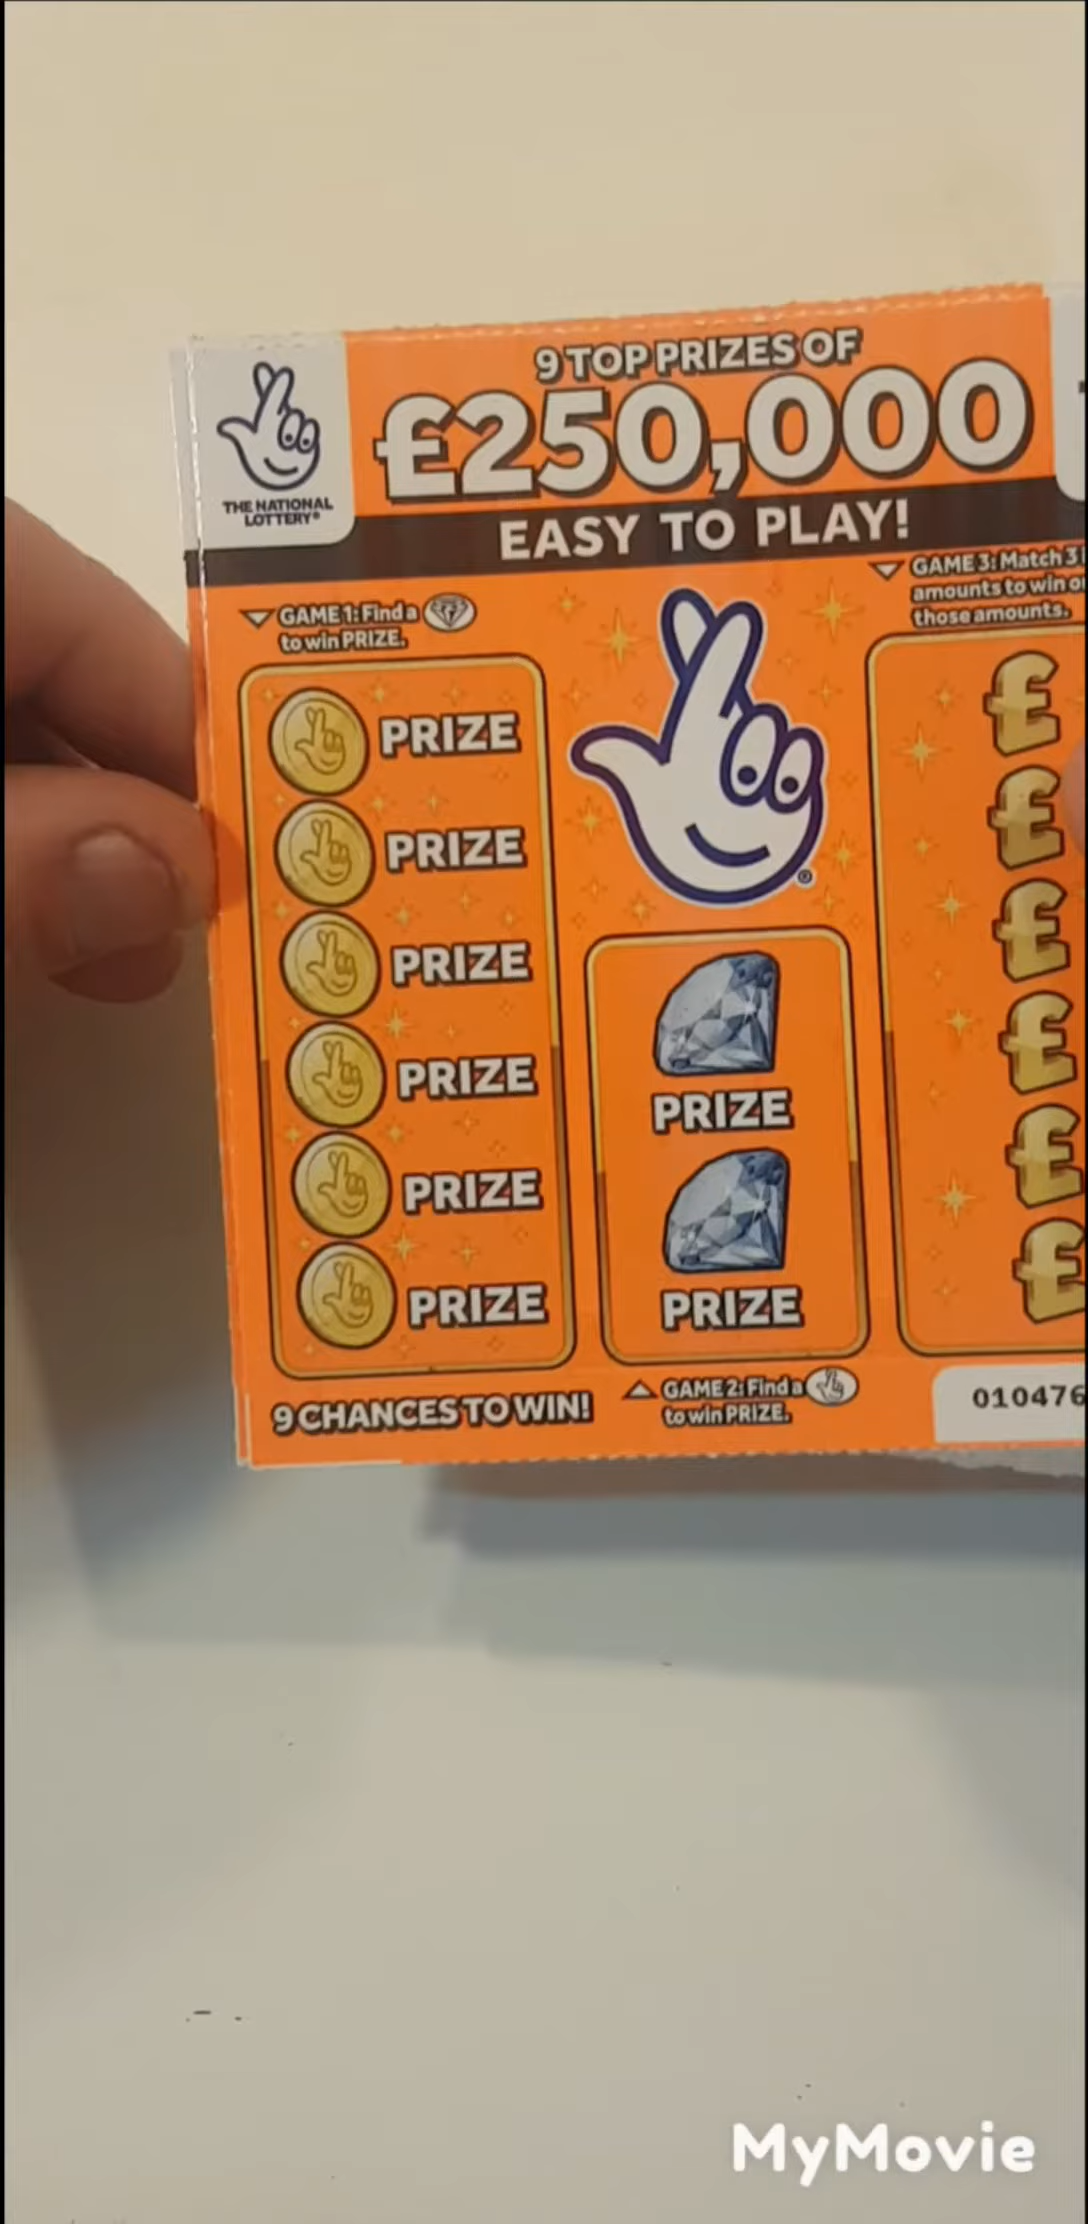 9 TOP PRIZES OF
£250,000
THE NATIONAL
LOTTERY®
EASY TO PLAY!
GAME 1: Find a
to win PRIZE.
GAME 3: Match 3
amounts to win
those amounts.
PRIZE
PRIZE
PRIZE
PRIZE
PRIZE
PRIZE
®
PRIZE
PRIZE
£
£
£
£
£
£
9 CHANCES TO WIN!
GAME 2: Find a
to win PRIZE.
010476
MyMovie